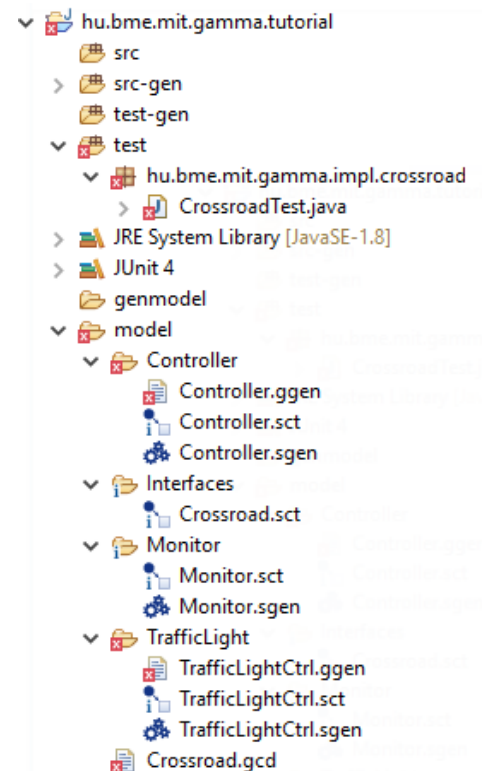 hu.bme.mit.gamma.tutorial
src
src-gen
test-gen
test
hu.bme.mit.gamma.impl.crossroad
CrossroadTest.java
JRE System Library [JavaSE-1.8]
JUnit 4
genmodel
model
Controller
Controller.ggen
Controller.sct
Controller.sgen
Interfaces
Crossroad.sct
Monitor
Monitor.sct
Monitor.sgen
TrafficLight
TrafficLightCtrl.ggen
TrafficLightCtrl.sct
TrafficLightCtrl.sgen
Crossroad.gcd